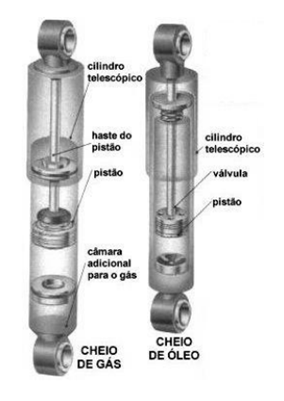 cilindro
telescópico
haste do
pistão
pistão
câmara
adicional
para o gás
CHEIO
DE GÁS
cilindro
telescópico
válvula
pistão
CHEIO
DE ÓLEO